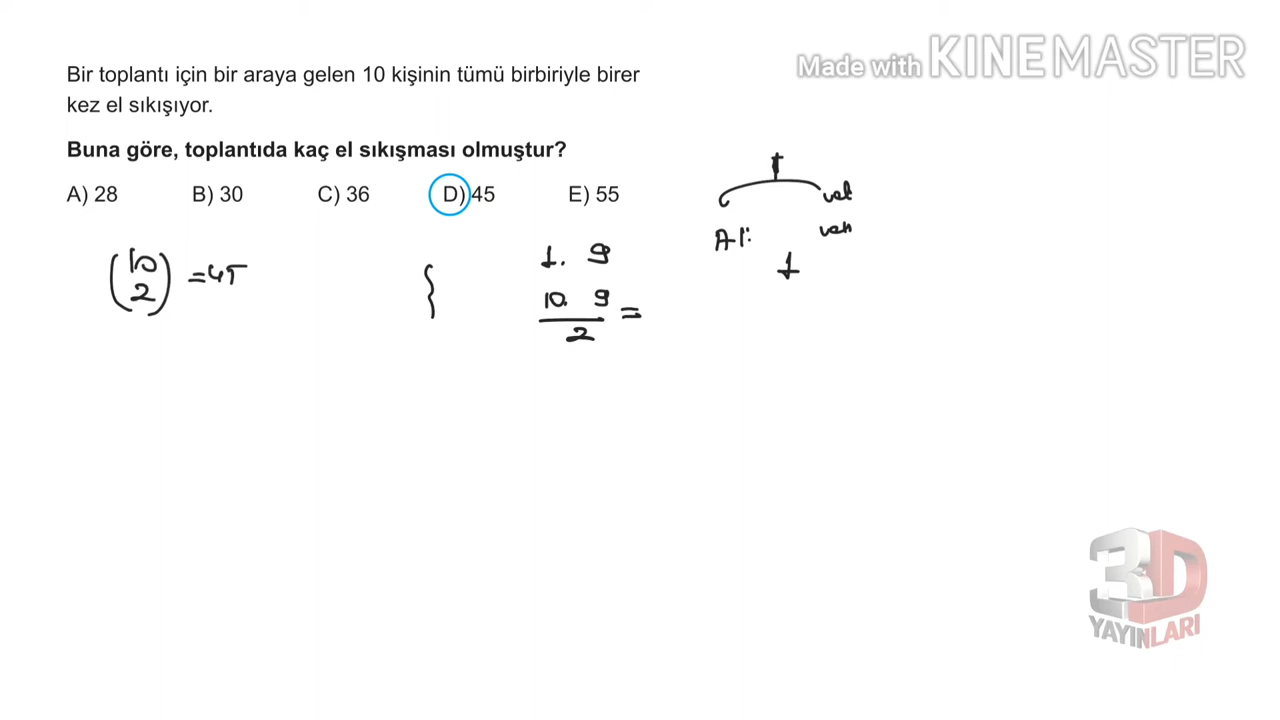 Made with KINEMASTER
Bir toplantı için bir araya gelen 10 kişinin tümü birbiriyle birer
kez el sıkışıyor.
Buna göre, toplantıda kaç el sıkışması olmuştur?
A) 28 B) 30 C) 36 D) 45 E) 55
(10
2) = 45
1. 9
10. 9
2 =
Ali
1
3D
YAYINLARI